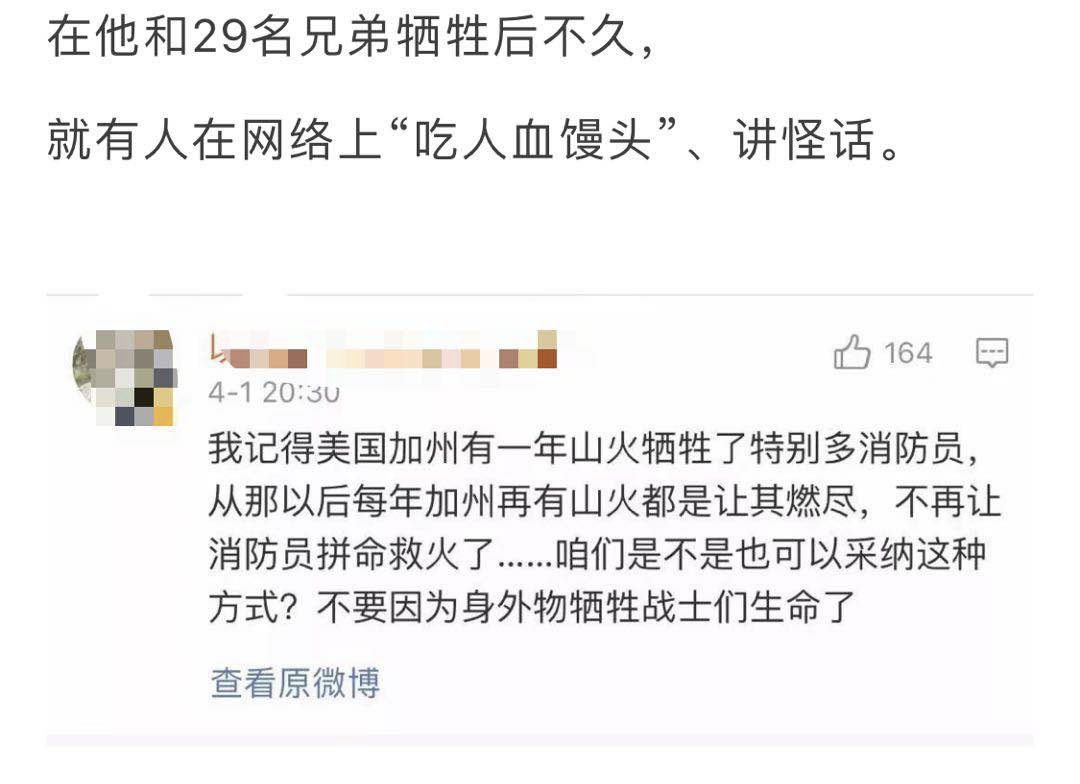 在他和29名兄弟牺牲后不久，
就有人在网络上“吃人血馒头”、讲怪话。
164
4-1 20:30
我记得美国加州有一年山火牺牲了特别多消防员，
从那以后每年加州再有山火都是让其燃尽，不再让
消防员拼命救火了......咱们是不是也可以采纳这种
方式？不要因为身外物牺牲战士们生命了
查看原微博